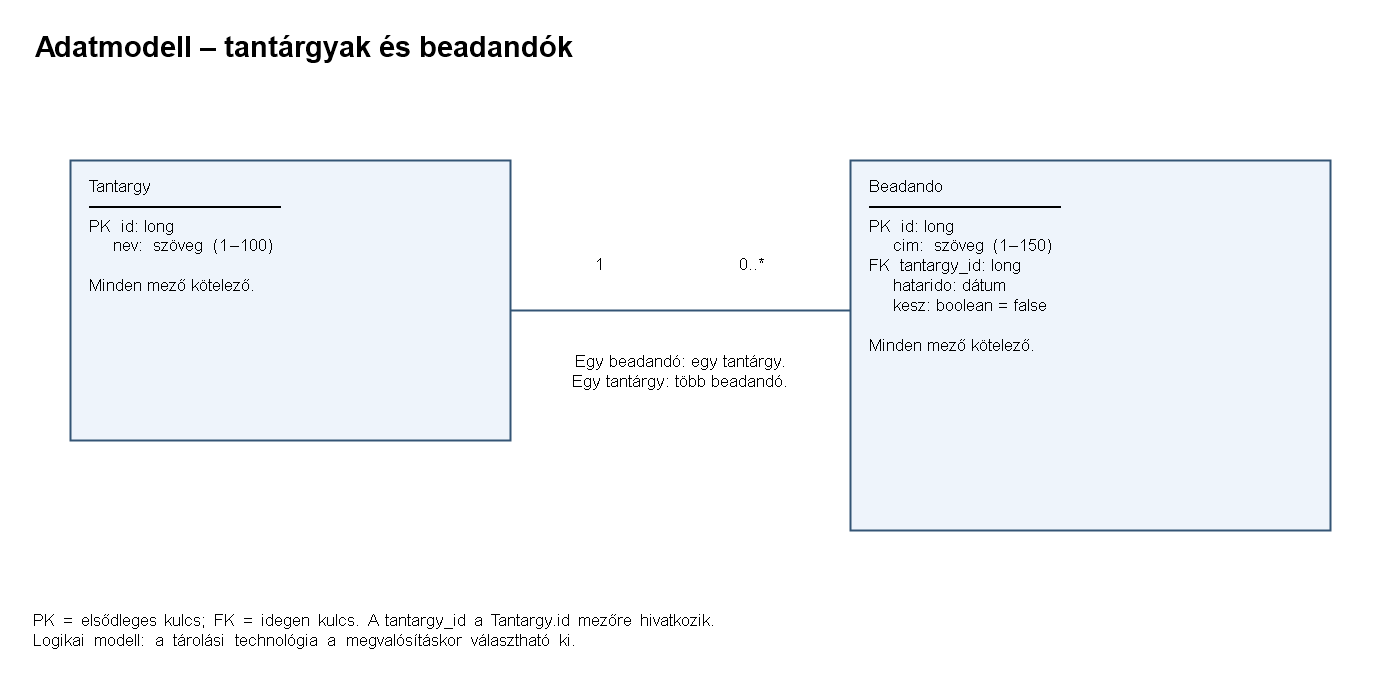 Adatmodell – tantárgyak és beadandók
Tantargy
PK id: long
nev: szöveg (1–100)
Minden mező kötelező.
1
0..*
Egy beadandó: egy tantárgy.
Egy tantárgy: több beadandó.
Beadando
PK id: long
cim: szöveg (1–150)
FK tantargy_id: long
hatarido: dátum
kesz: boolean = false
Minden mező kötelező.
PK = elsődleges kulcs; FK = idegen kulcs. A tantargy_id a Tantargy.id mezőre hivatkozik.
Logikai modell: a tárolási technológia a megvalósításkor választható ki.